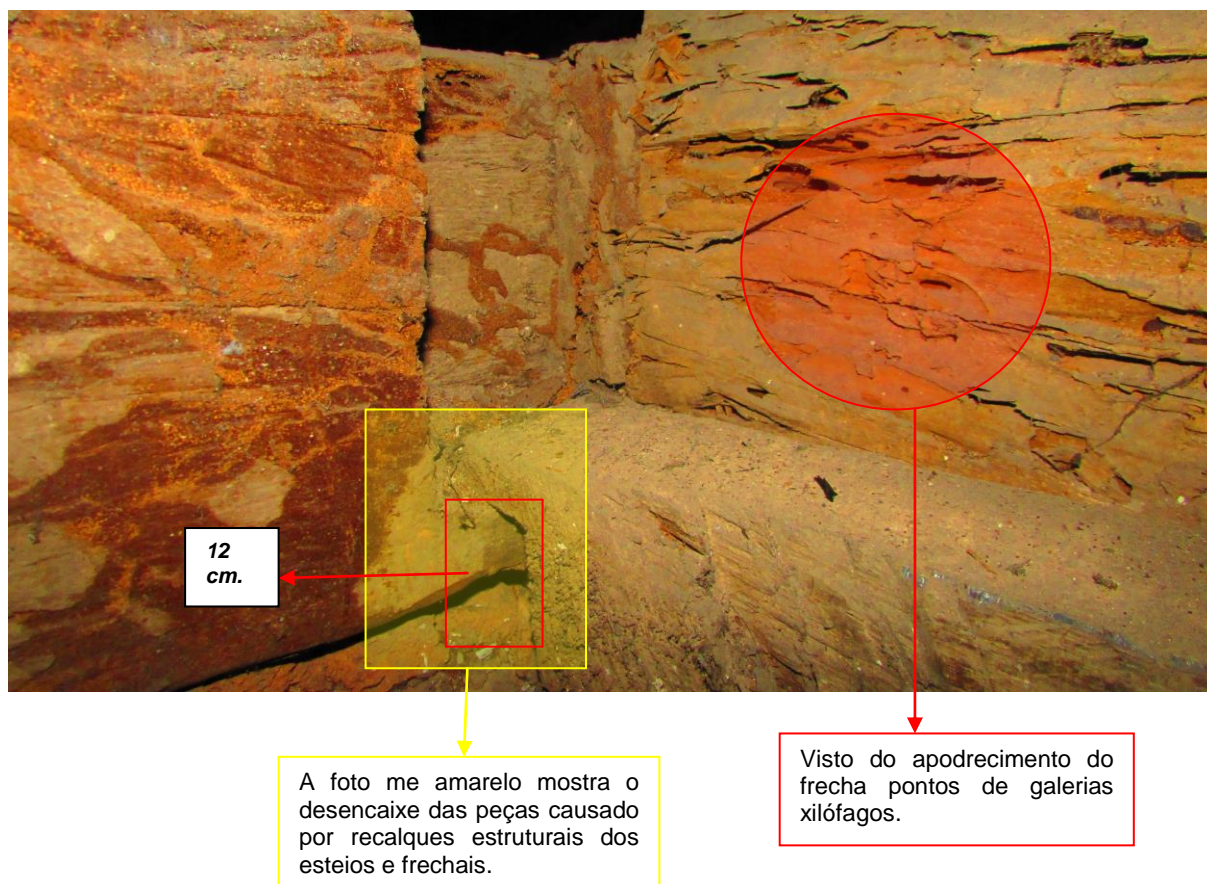 12
cm.
A foto me amarelo mostra o
desencaixe das peças causado
por recalques estruturais dos
esteios e frechais.
Visto do apodrecimento do
frecha pontos de galerias
xilófagos.